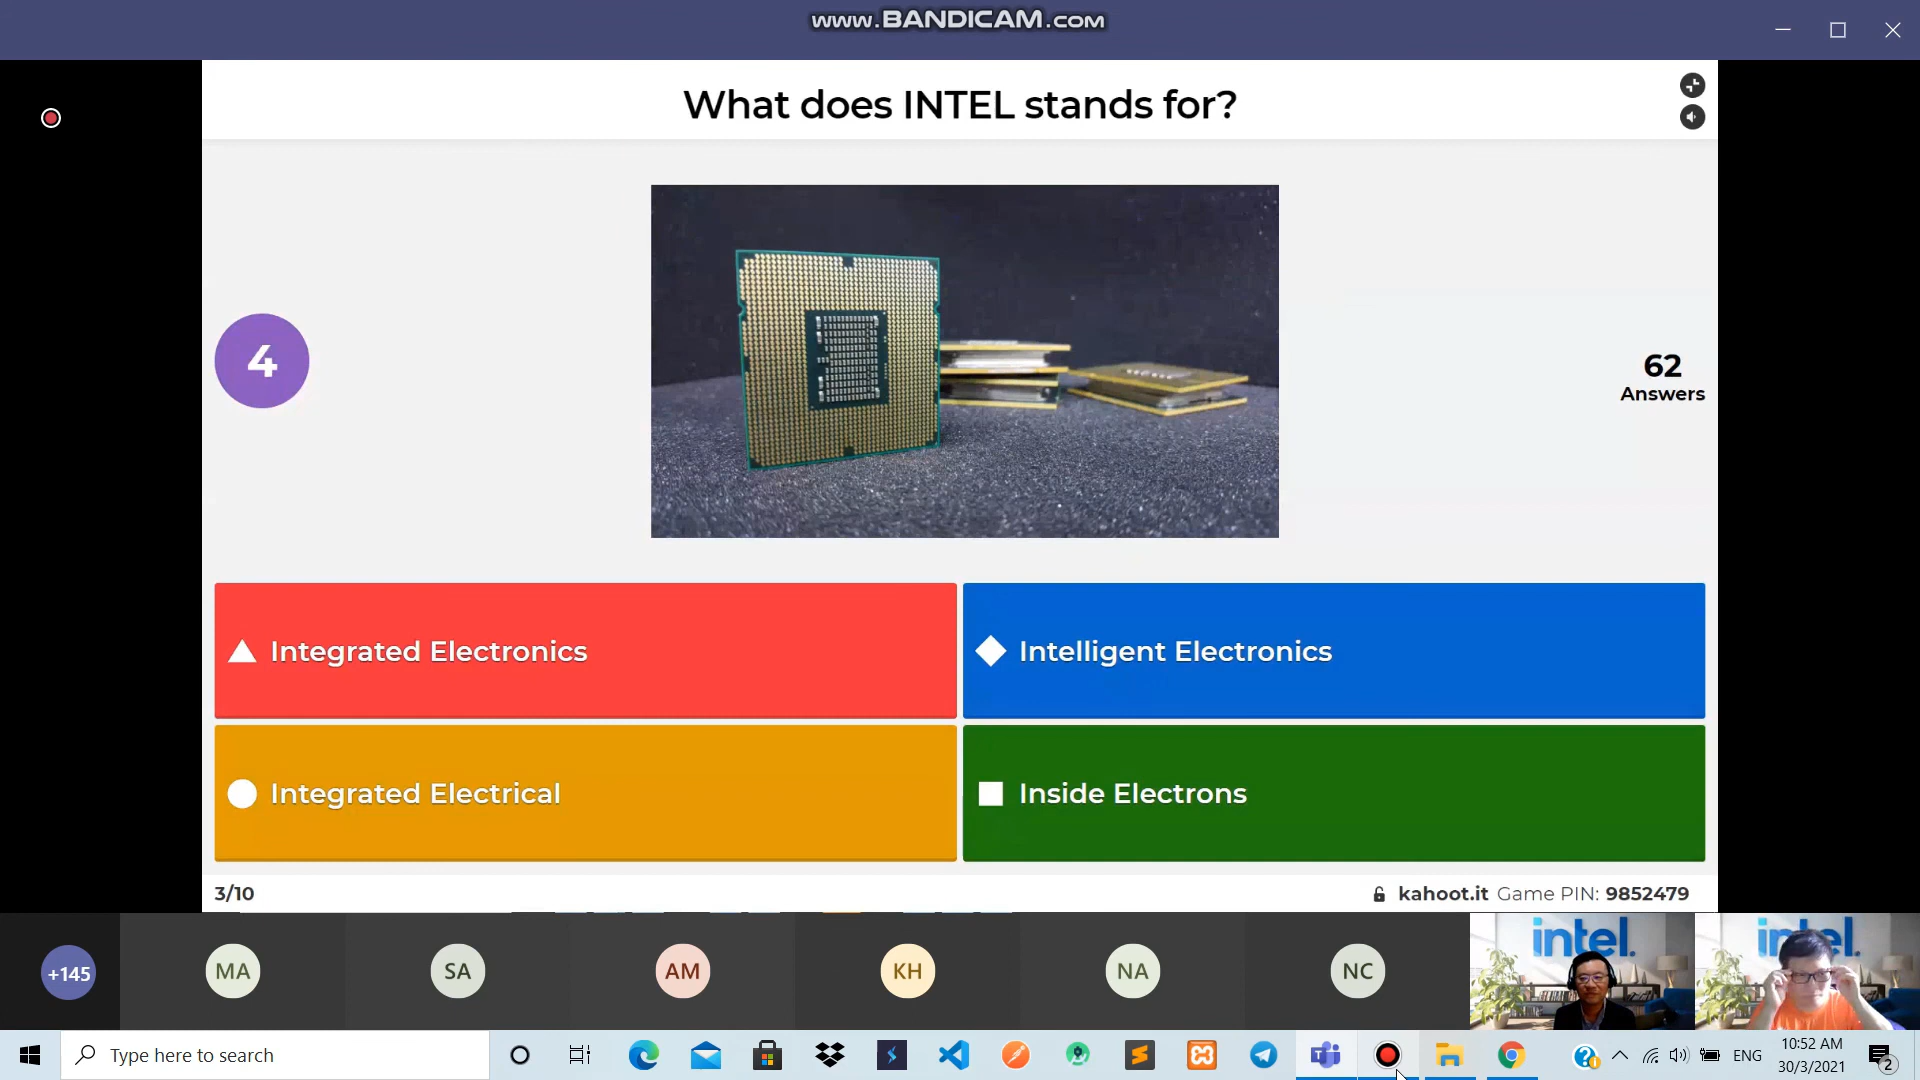 www.BANDICAM.com
What does INTEL stands for?
4
62
Answers
Integrated Electronics
Intelligent Electronics
Integrated Electrical
Inside Electrons
3/10
kahoot.it Game PIN: 9852479
+145
MA
SA
AM
KH
NA
NC
intel.
intel.
Type here to search
ENG
10:52 AM
30/3/2021
2